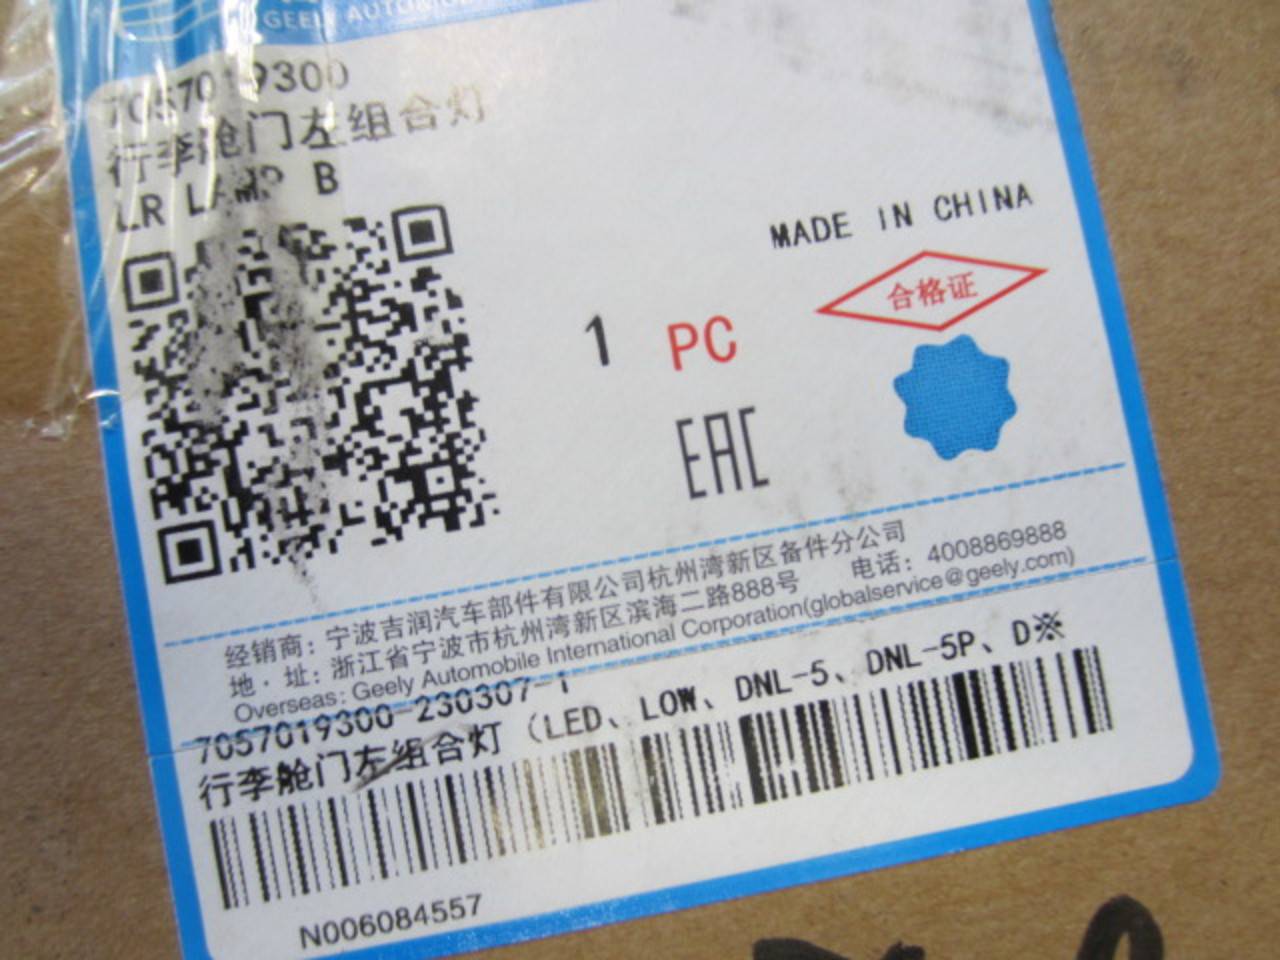 GEELY AUTOMOBILE
7057019300
行李舱门左组合灯
LR LAMP B
MADE IN CHINA
合格证
1 PC
EAC
经销商：宁波吉润汽车部件有限公司杭州湾新区备件分公司
地·址：浙江省宁波市杭州湾新区滨海二路888号 电话：4008869888
Overseas: Geely Automobile International Corporation(globalservice@geely.com)
7057019300-230307-1
行李舱门左组合灯（LED、LOW、DNL-5、DNL-5P、D※
N006084557